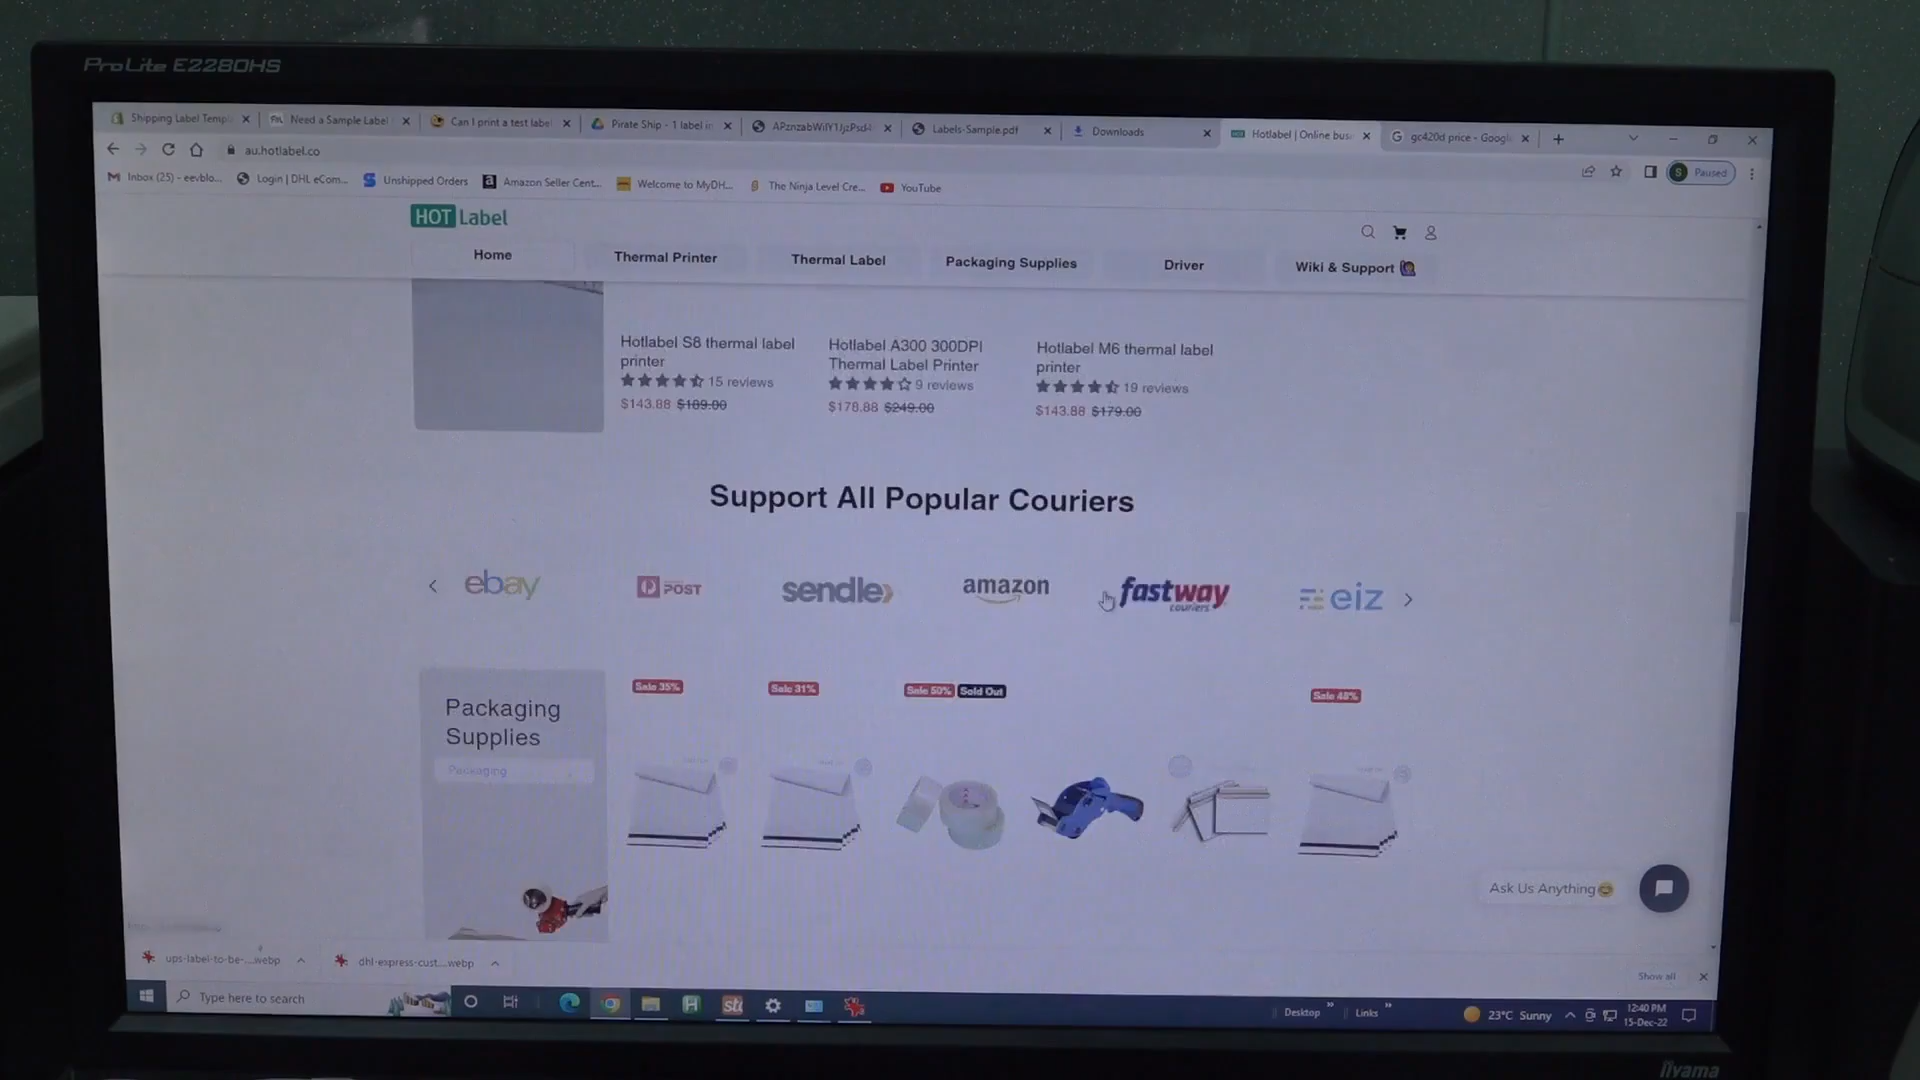 ProLite E2280HS
Shipping Label Temp
Need a Sample Label
Can I print a test label
Pirate Ship - 1 label in
Labels-Sample.pdf
Downloads
Hotlabel | Online bus
gc420d price - Googl
au.hotlabel.co
Paused
Inbox (25) - eevblo...
Login | DHL eCom...
Unshipped Orders
Amazon Seller Cent...
Welcome to MyDH...
The Ninja Level Cre...
YouTube
HOT Label
Home
Thermal Printer
Thermal Label
Packaging Supplies
Driver
Wiki & Support
Hotlabel S8 thermal label
printer
15 reviews
$143.88 $189.00
Hotlabel A300 300DPI
Thermal Label Printer
9 reviews
$178.88 $249.00
Hotlabel M6 thermal label
printer
19 reviews
$143.88 $179.00
Support All Popular Couriers
ebay
POST
sendle
amazon
fastway
couriers
eiz
Packaging
Supplies
Packaging
Sale 35%
Sale 31%
Sale 50% Sold Out
Sale 48%
Ask Us Anything
ups-label-to-be-...webp
dhl-express-cust...webp
Show all
Type here to search
Desktop
Links
23°C Sunny
12:40 PM
15-Dec-22
iiyama